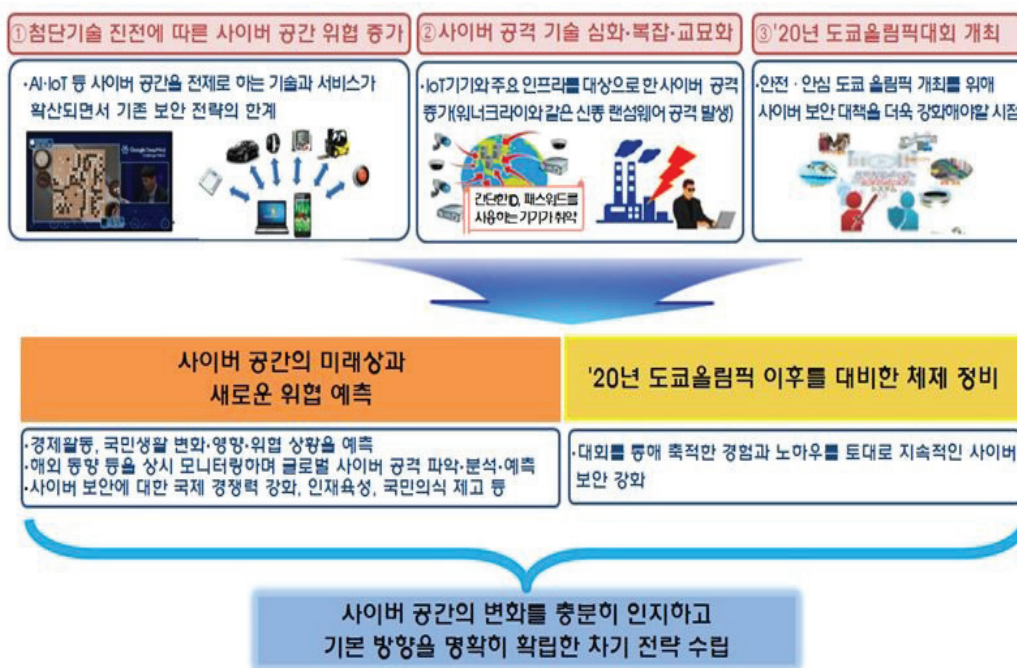 ①첨단기술 진전에 따른 사이버 공간 위협 증가
②사이버 공격 기술 심화·복잡·교묘화
③'20년 도쿄올림픽대회 개최
·AI·IoT 등 사이버 공간을 전제로 하는 기술과 서비스가
확산되면서 기존 보안 전략의 한계
Google DeepMind
·IoT기기와 주요 인프라를 대상으로 한 사이버 공격
증가(워너크라이와 같은 신종 랜섬웨어 공격 발생)
간단한ID, 패스워드를
사용하는 기기가 취약
·안전·안심 도쿄 올림픽 개최를 위해
사이버 보안 대책을 더욱 강화해야할 시점
사이버 공간의 미래상과
새로운 위협 예측
'20년 도쿄올림픽 이후를 대비한 체제 정비
·경제활동, 국민생활 변화·영향·위협 상황을 예측
·해외 동향 등을 상시 모니터링하며 글로벌 사이버 공격 파악·분석·예측
·사이버 보안에 대한 국제 경쟁력 강화, 인재육성, 국민의식 제고 등
·대회를 통해 축적한 경험과 노하우를 토대로 지속적인 사이버
보안 강화
사이버 공간의 변화를 충분히 인지하고
기본 방향을 명확히 확립한 차기 전략 수립